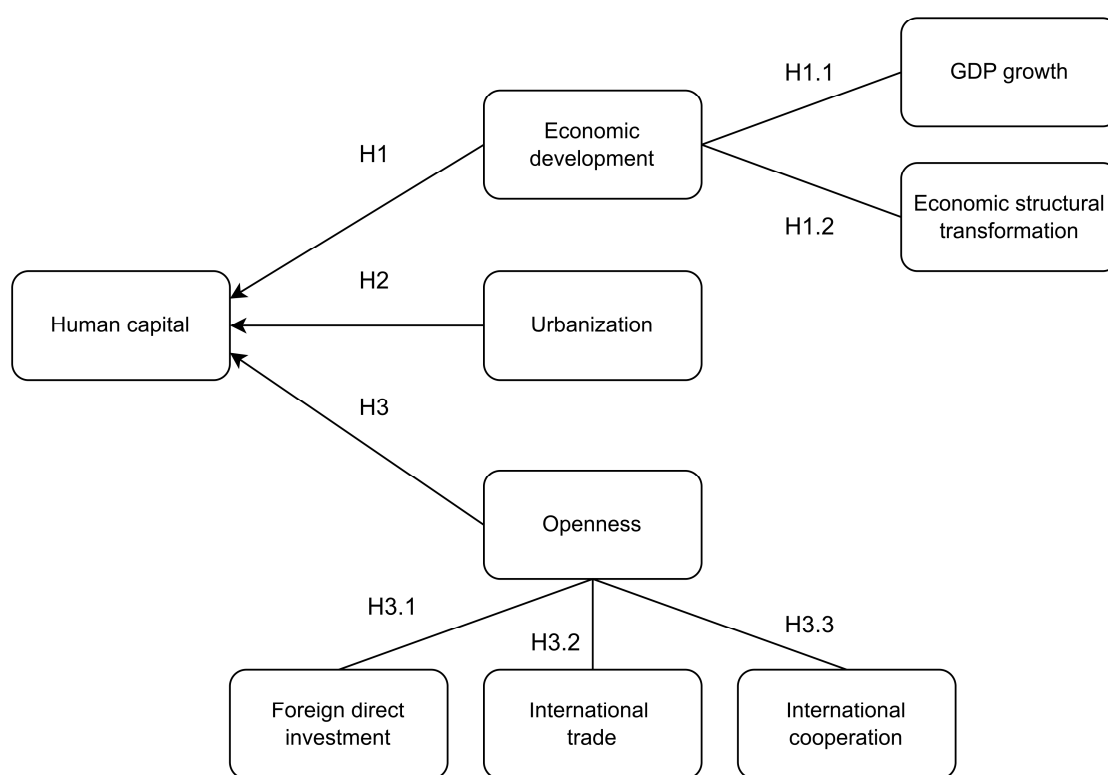 H1.1
GDP growth
Economic
development
H1
H1.2
Economic structural
transformation
H2
Human capital
Urbanization
H3
Openness
H3.1
H3.2
H3.3
Foreign direct
investment
International
trade
International
cooperation